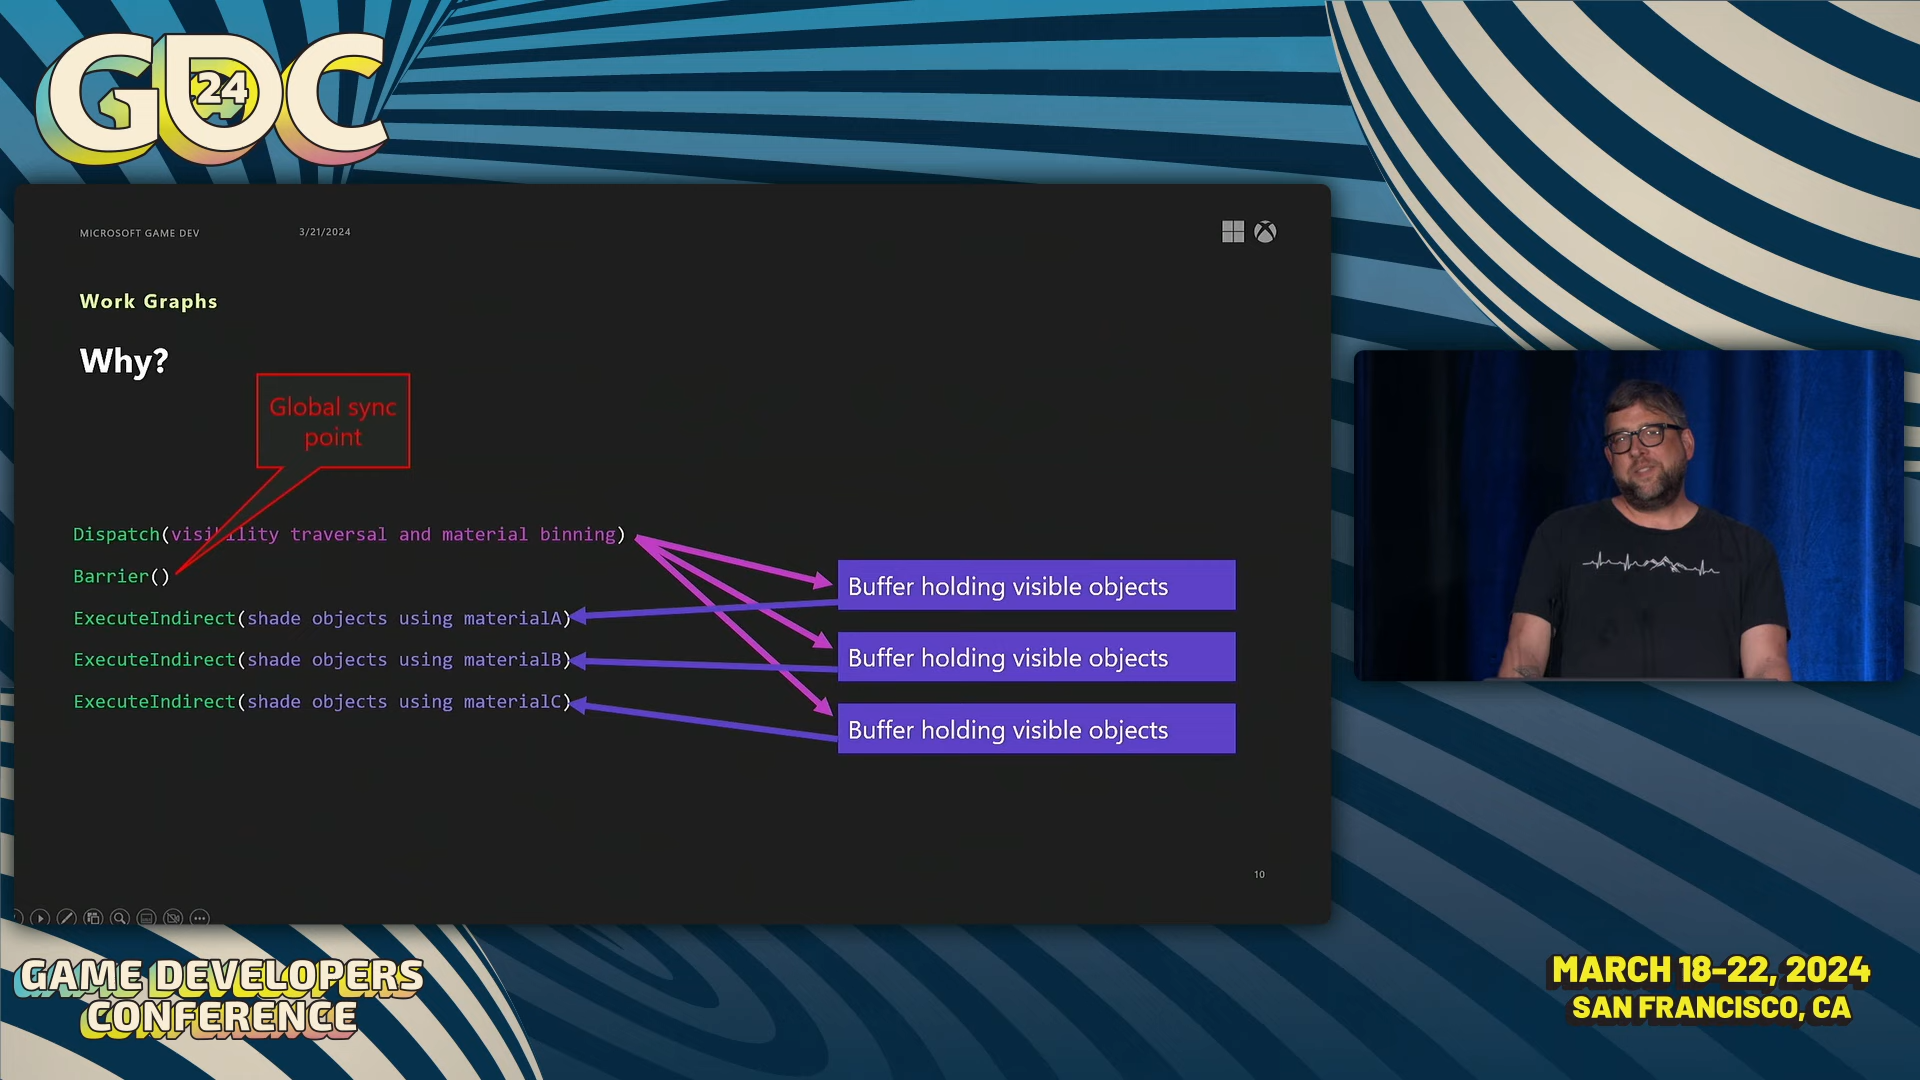 GDC
24
MICROSOFT GAME DEV 3/21/2024
Work Graphs
Why?
Global sync
point
Dispatch(visibility traversal and material binning)
Barrier()
ExecuteIndirect(shade objects using materialA)
ExecuteIndirect(shade objects using materialB)
ExecuteIndirect(shade objects using materialC)
Buffer holding visible objects
Buffer holding visible objects
Buffer holding visible objects
10
GAME DEVELOPERS
CONFERENCE
MARCH 18-22, 2024
SAN FRANCISCO, CA